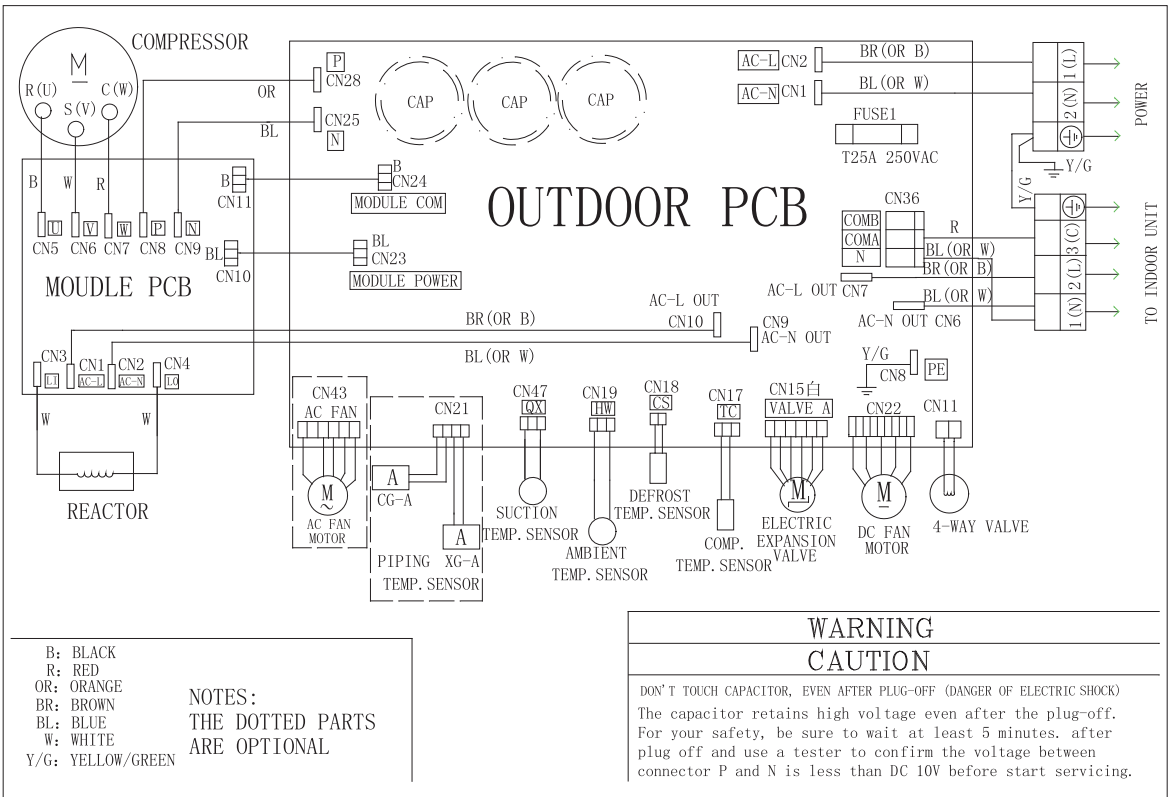 COMPRESSOR
M
R(U)
S(V)
C(W)
OR
BL
B
W
R
CN5
U
CN6
V
CN7
W
CN8
P
CN9
N
B
CN11
BL
CN10
MOUDLE PCB
CN3
LI
CN1
AC-L
CN2
AC-N
CN4
LO
W
W
REACTOR
P
CN28
CN25
N
CAP
CAP
CAP
B
CN24
MODULE COM
BL
CN23
MODULE POWER
OUTDOOR PCB
AC-L CN2
AC-N CN1
BR(OR B)
BL(OR W)
FUSE1
T25A 250VAC
1(L)
2(N)
POWER
Y/G
Y/G
CN36
COMB
COMA
N
R
BL(OR W)
BR(OR B)
BL(OR W)
3(C)
2(L)
1(N)
TO INDOOR UNIT
AC-L OUT CN7
AC-N OUT CN6
AC-L OUT
CN10
CN9
AC-N OUT
BR(OR B)
BL(OR W)
Y/G
CN8
PE
CN43
AC FAN
M
~
AC FAN
MOTOR
CN21
A
CG-A
A
PIPING XG-A
TEMP. SENSOR
CN47
QX
SUCTION
TEMP. SENSOR
CN19
HW
AMBIENT
TEMP. SENSOR
CN18
CS
DEFROST
TEMP. SENSOR
CN17
TC
COMP.
TEMP. SENSOR
CN15白
VALVE A
M
ELECTRIC
EXPANSION
VALVE
CN22
M
DC FAN
MOTOR
CN11
4-WAY VALVE
B: BLACK
R: RED
OR: ORANGE
BR: BROWN
BL: BLUE
W: WHITE
Y/G: YELLOW/GREEN
NOTES:
THE DOTTED PARTS
ARE OPTIONAL
WARNING
CAUTION
DON'T TOUCH CAPACITOR, EVEN AFTER PLUG-OFF (DANGER OF ELECTRIC SHOCK)
The capacitor retains high voltage even after the plug-off.
For your safety, be sure to wait at least 5 minutes. after
plug off and use a tester to confirm the voltage between
connector P and N is less than DC 10V before start servicing.